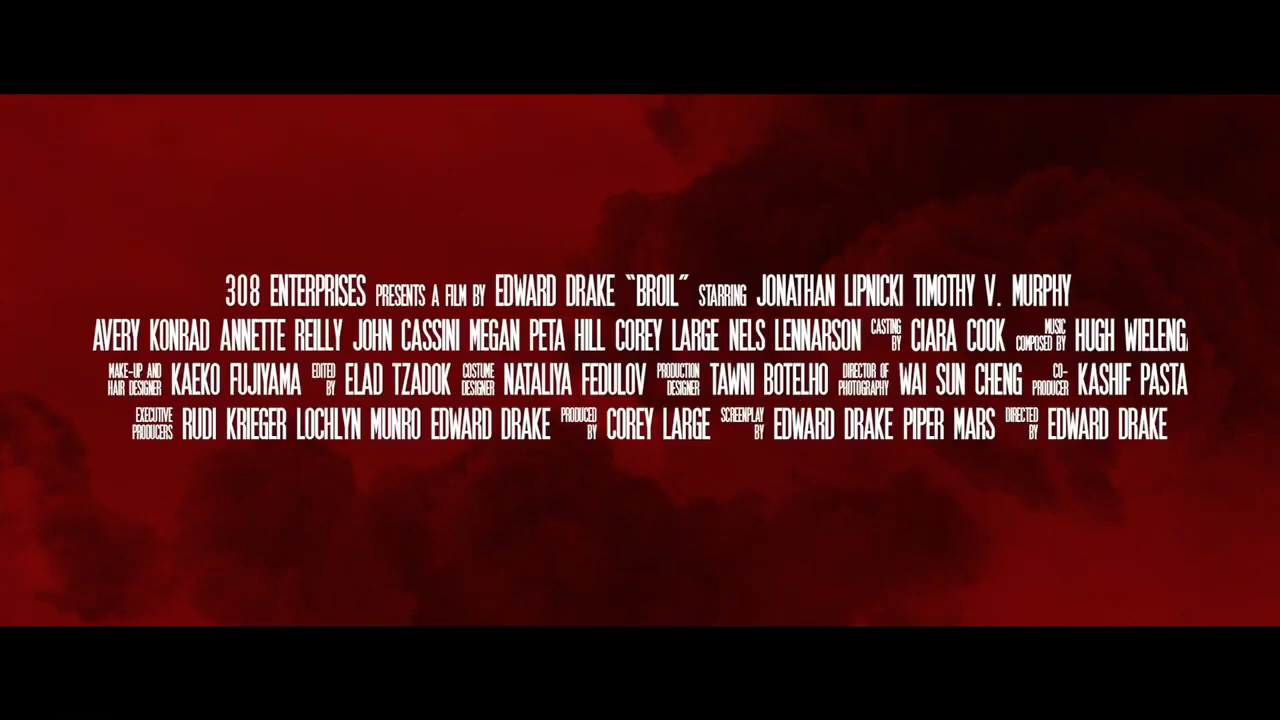 308 ENTERPRISES PRESENTS A FILM BY EDWARD DRAKE “BROIL” STARRING JONATHAN LIPNICKI TIMOTHY V. MURPHY
AVERY KONRAD ANNETTE REILLY JOHN CASSINI MEGAN PETA HILL COREY LARGE NELS LENNARSON CASTING BY CIARA COOK MUSIC COMPOSED BY HUGH
MAKE-UP AND HAIR DESIGNER KAEKO FUJIYAMA EDITED BY ELAD TZADOK COSTUME DESIGNER NATALIYA FEDULOV PRODUCTION DESIGNER TAWNI BOTELHO DIRECTOR OF PHOTOGRAPHY WAI SUN CHENG CO-PRODUCER KASHIF PASTA
EXECUTIVE PRODUCERS RUDI KRIEGER LOCHLYN MUNRO EDWARD DRAKE PRODUCED BY COREY LARGE SCREENPLAY BY EDWARD DRAKE PIPER MARS DIRECTED BY EDWARD DRAKE